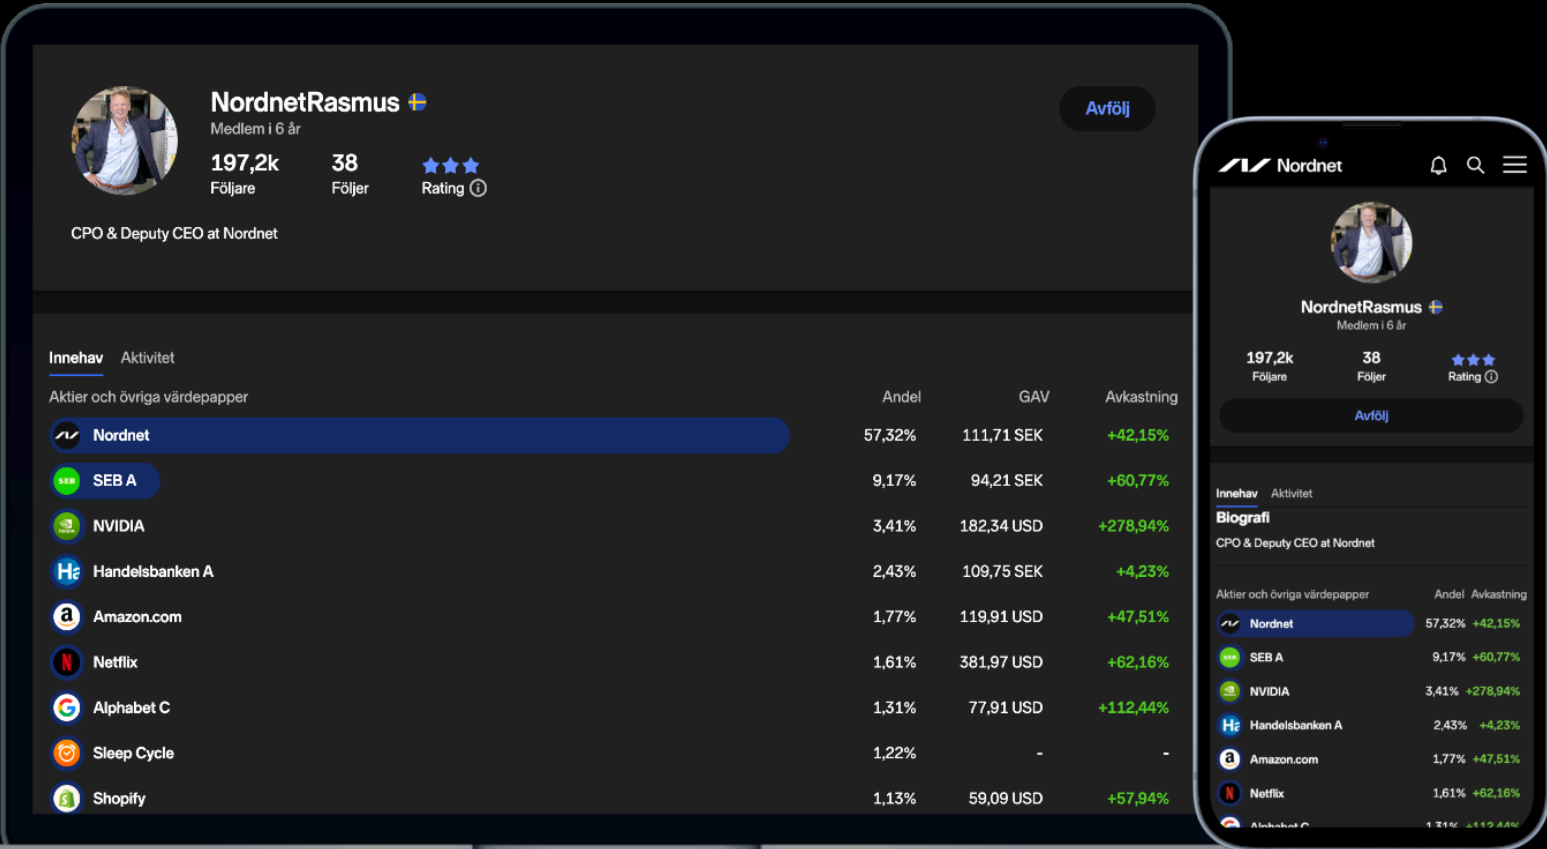 NordnetRasmus
Medlem i 6 år
Avfölj
197,2k 38
Följare Följer Rating
CPO & Deputy CEO at Nordnet
Innehav Aktivitet
Aktier och övriga värdepapper Andel GAV Avkastning
Nordnet 57,32% 111,71 SEK +42,15%
SEB SEB A 9,17% 94,21 SEK +60,77%
NVIDIA 3,41% 182,34 USD +278,94%
Handelsbanken A 2,43% 109,75 SEK +4,23%
Amazon.com 1,77% 119,91 USD +47,51%
Netflix 1,61% 381,97 USD +62,16%
Alphabet C 1,31% 77,91 USD +112,44%
Sleep Cycle 1,22% - -
Shopify 1,13% 59,09 USD +57,94%
Nordnet
NordnetRasmus
Medlem i 6 år
197,2k 38
Följare Följer Rating
Avfölj
Innehav Aktivitet
Biografi
CPO & Deputy CEO at Nordnet
Aktier och övriga värdepapper Andel Avkastning
Nordnet 57,32% +42,15%
SEB A 9,17% +60,77%
NVIDIA 3,41% +278,94%
Handelsbanken A 2,43% +4,23%
Amazon.com 1,77% +47,51%
Netflix 1,61% +62,16%
Alphabet C 1,31% +112,44%